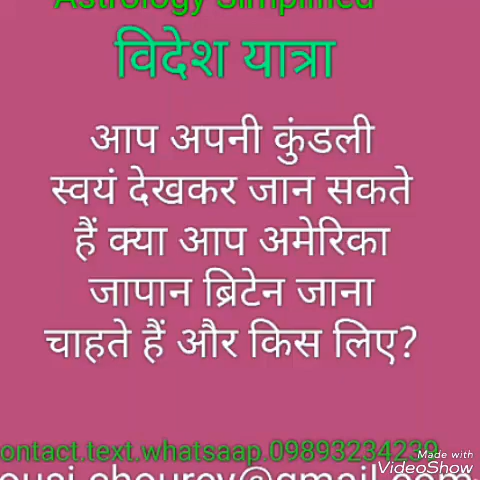 Astrology Simplified
विदेश यात्रा
आप अपनी कुंडली
स्वयं देखकर जान सकते
हैं क्या आप अमेरिका
जापान ब्रिटेन जाना
चाहते हैं और किस लिए?
ontact.text.whatsaap.09893234239
Made with
VideoShow